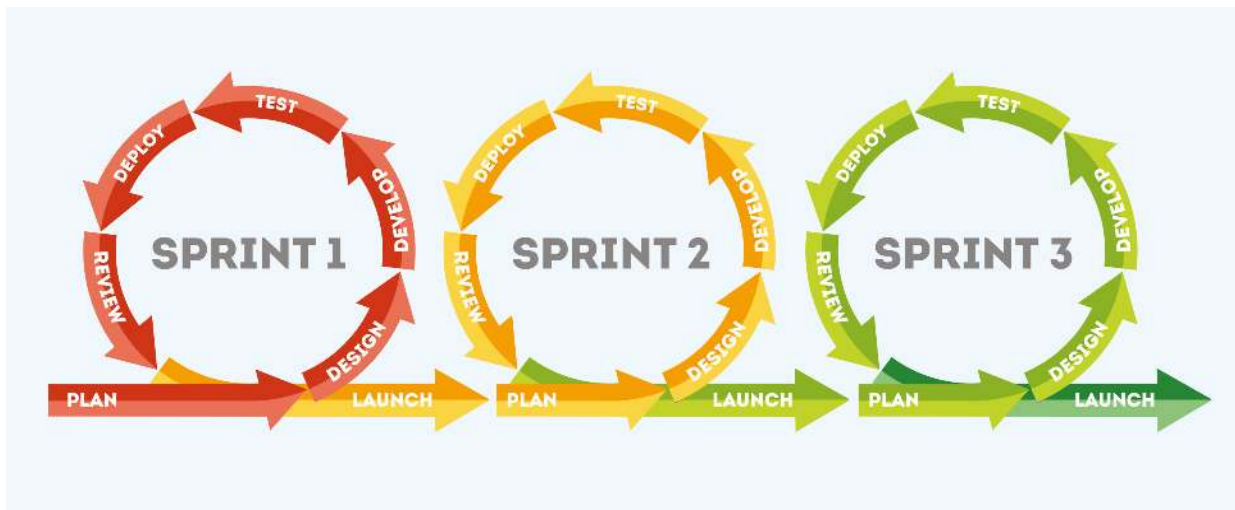 TEST
DEPLOY
DEVELOP
SPRINT 1
REVIEW
DESIGN
PLAN
LAUNCH
TEST
DEPLOY
DEVELOP
SPRINT 2
REVIEW
DESIGN
PLAN
LAUNCH
TEST
DEPLOY
DEVELOP
SPRINT 3
REVIEW
DESIGN
PLAN
LAUNCH